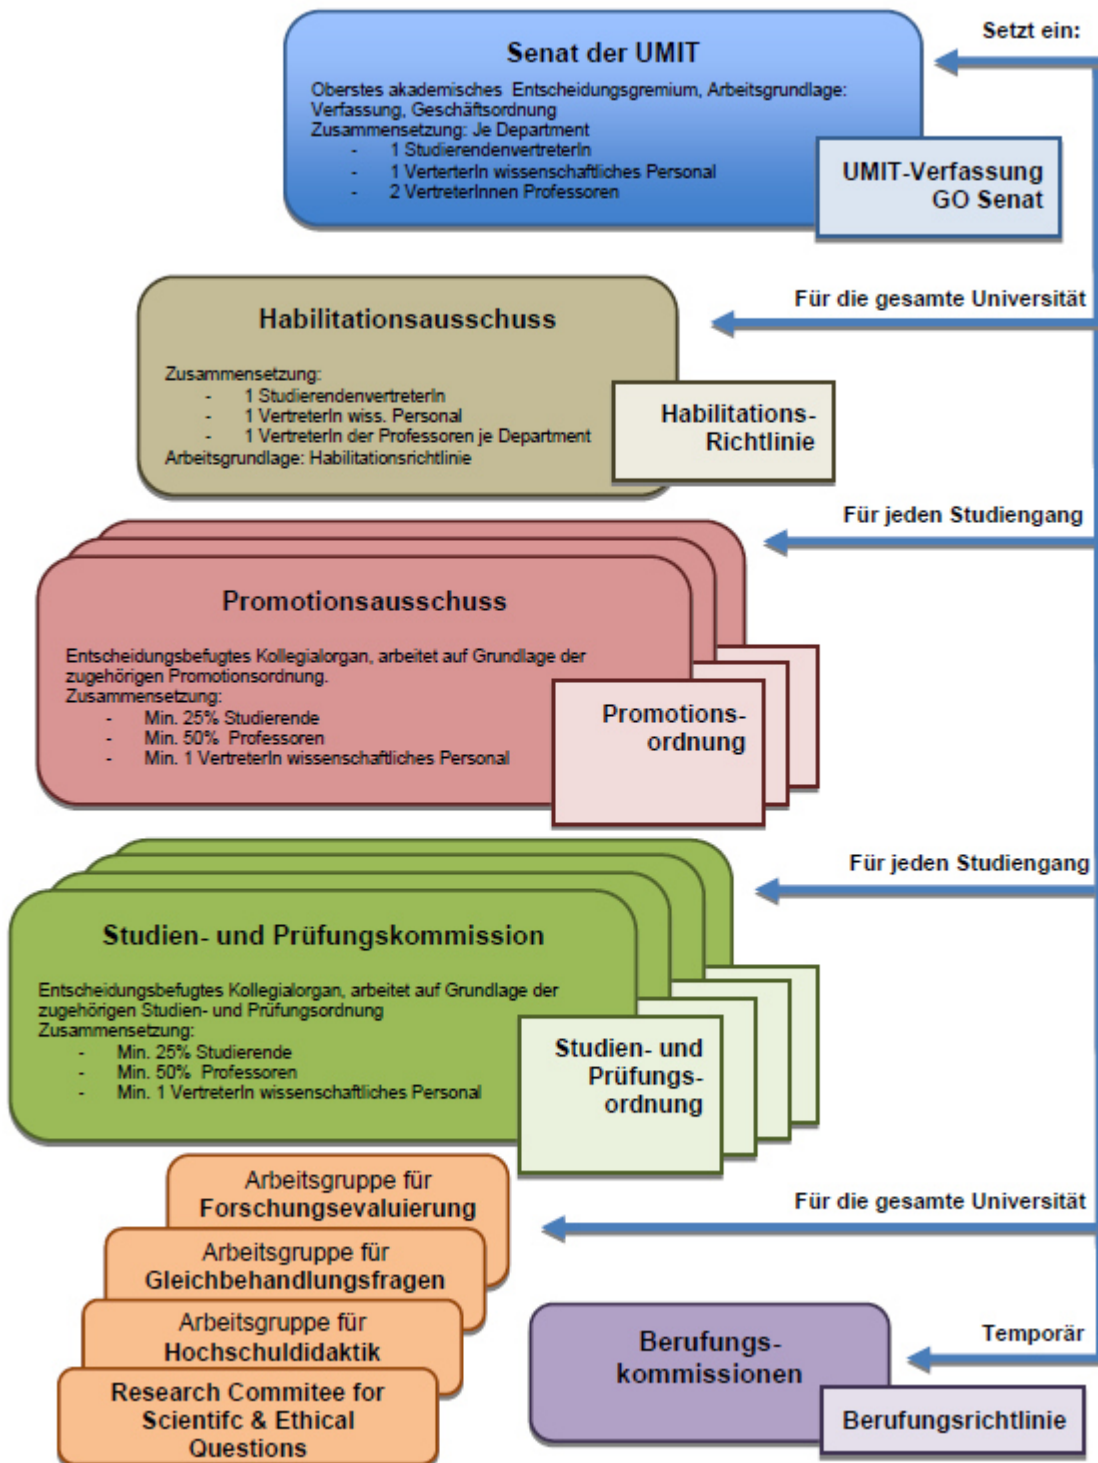 Setzt ein:
Senat der UMIT
Oberstes akademisches Entscheidungsgremium, Arbeitsgrundlage:
Verfassung, Geschäftsordnung
Zusammensetzung: Je Department
- 1 StudierendenvertreterIn
- 1 VerterterIn wissenschaftliches Personal
- 2 VertreterInnen Professoren
UMIT-Verfassung
GO Senat
Für die gesamte Universität
Habilitationsausschuss
Zusammensetzung:
- 1 StudierendenvertreterIn
- 1 VertreterIn wiss. Personal
- 1 VertreterIn der Professoren je Department
Arbeitsgrundlage: Habilitationsrichtlinie
Habilitations-
Richtlinie
Für jeden Studiengang
Promotionsausschuss
Entscheidungsbefugtes Kollegialorgan, arbeitet auf Grundlage der
zugehörigen Promotionsordnung.
Zusammensetzung:
- Min. 25% Studierende
- Min. 50% Professoren
- Min. 1 VertreterIn wissenschaftliches Personal
Promotions-
ordnung
Für jeden Studiengang
Studien- und Prüfungskommission
Entscheidungsbefugtes Kollegialorgan, arbeitet auf Grundlage der
zugehörigen Studien- und Prüfungsordnung
Zusammensetzung:
- Min. 25% Studierende
- Min. 50% Professoren
- Min. 1 VertreterIn wissenschaftliches Personal
Studien- und
Prüfungs-
ordnung
Für die gesamte Universität
Arbeitsgruppe für
Forschungsevaluierung
Arbeitsgruppe für
Gleichbehandlungsfragen
Arbeitsgruppe für
Hochschuldidaktik
Research Commitee for
Scientifc & Ethical
Questions
Temporär
Berufungs-
kommissionen
Berufungsrichtlinie